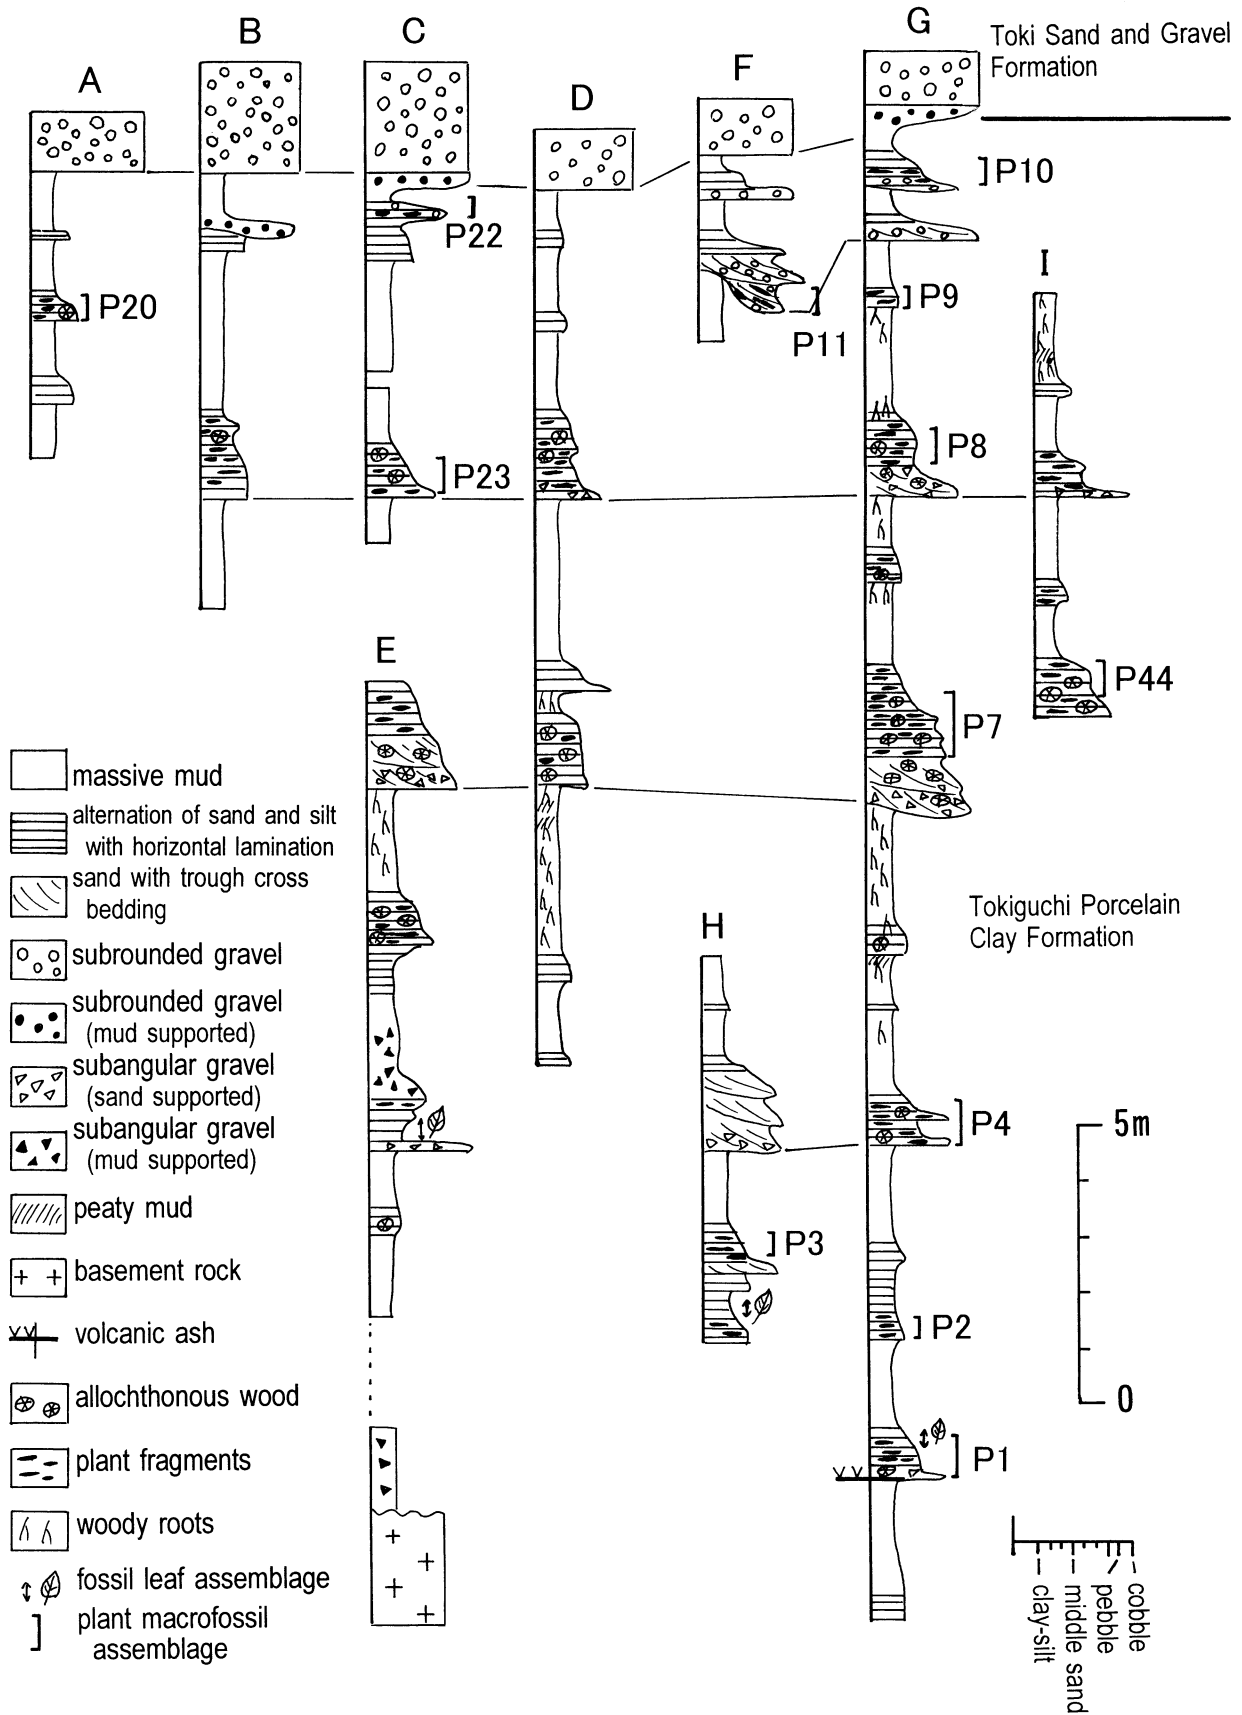 A
B
C
D
F
G
Toki Sand and Gravel
Formation
P10
P22
P20
P9
I
P11
P8
P23
P44
P7
E
massive mud
alternation of sand and silt
with horizontal lamination
sand with trough cross
bedding
Tokiguchi Porcelain
Clay Formation
H
subrounded gravel
subrounded gravel
(mud supported)
subangular gravel
(sand supported)
subangular gravel
(mud supported)
P4
5m
peaty mud
P3
basement rock
P2
volcanic ash
0
allochthonous wood
plant fragments
P1
woody roots
fossil leaf assemblage
plant macrofossil
assemblage
clay-silt
middle sand
pebble
cobble